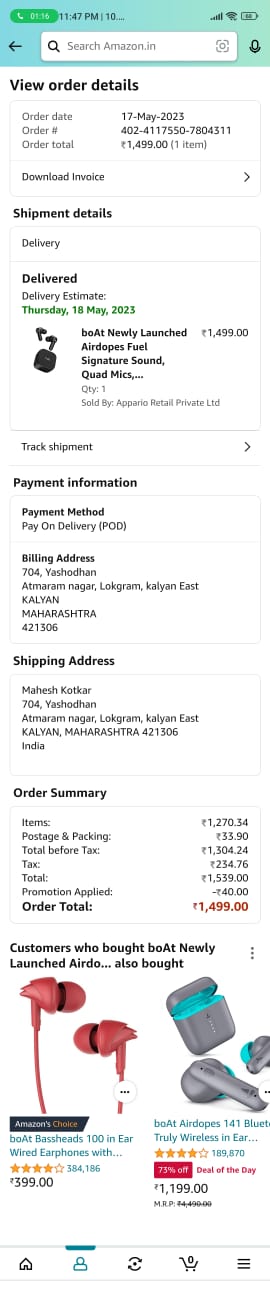 01:16 11:47 PM | 10....
60
Search Amazon.in
View order details
Order date 17-May-2023
Order # 402-4117550-7804311
Order total ₹1,499.00 (1 item)
Download Invoice
Shipment details
Delivery
Delivered
Delivery Estimate:
Thursday, 18 May, 2023
boAt Newly Launched ₹1,499.00
Airdopes Fuel
Signature Sound,
Quad Mics,...
Qty: 1
Sold By: Appario Retail Private Ltd
Track shipment
Payment information
Payment Method
Pay On Delivery (POD)
Billing Address
704, Yashodhan
Atmaram nagar, Lokgram, kalyan East
KALYAN
MAHARASHTRA
421306
Shipping Address
Mahesh Kotkar
704, Yashodhan
Atmaram nagar, Lokgram, kalyan East
KALYAN, MAHARASHTRA 421306
India
Order Summary
Items: ₹1,270.34
Postage & Packing: ₹33.90
Total before Tax: ₹1,304.24
Tax: ₹234.76
Total: ₹1,539.00
Promotion Applied: -₹40.00
Order Total: ₹1,499.00
Customers who bought boAt Newly
Launched Airdo... also bought
Amazon's Choice
boAt Bassheads 100 in Ear
Wired Earphones with...
384,186
₹399.00
boAt Airdopes 141 Bluet
Truly Wireless in Ear...
189,870
73% off Deal of the Day
₹1,199.00
M.R.P: ₹4,490.00
0